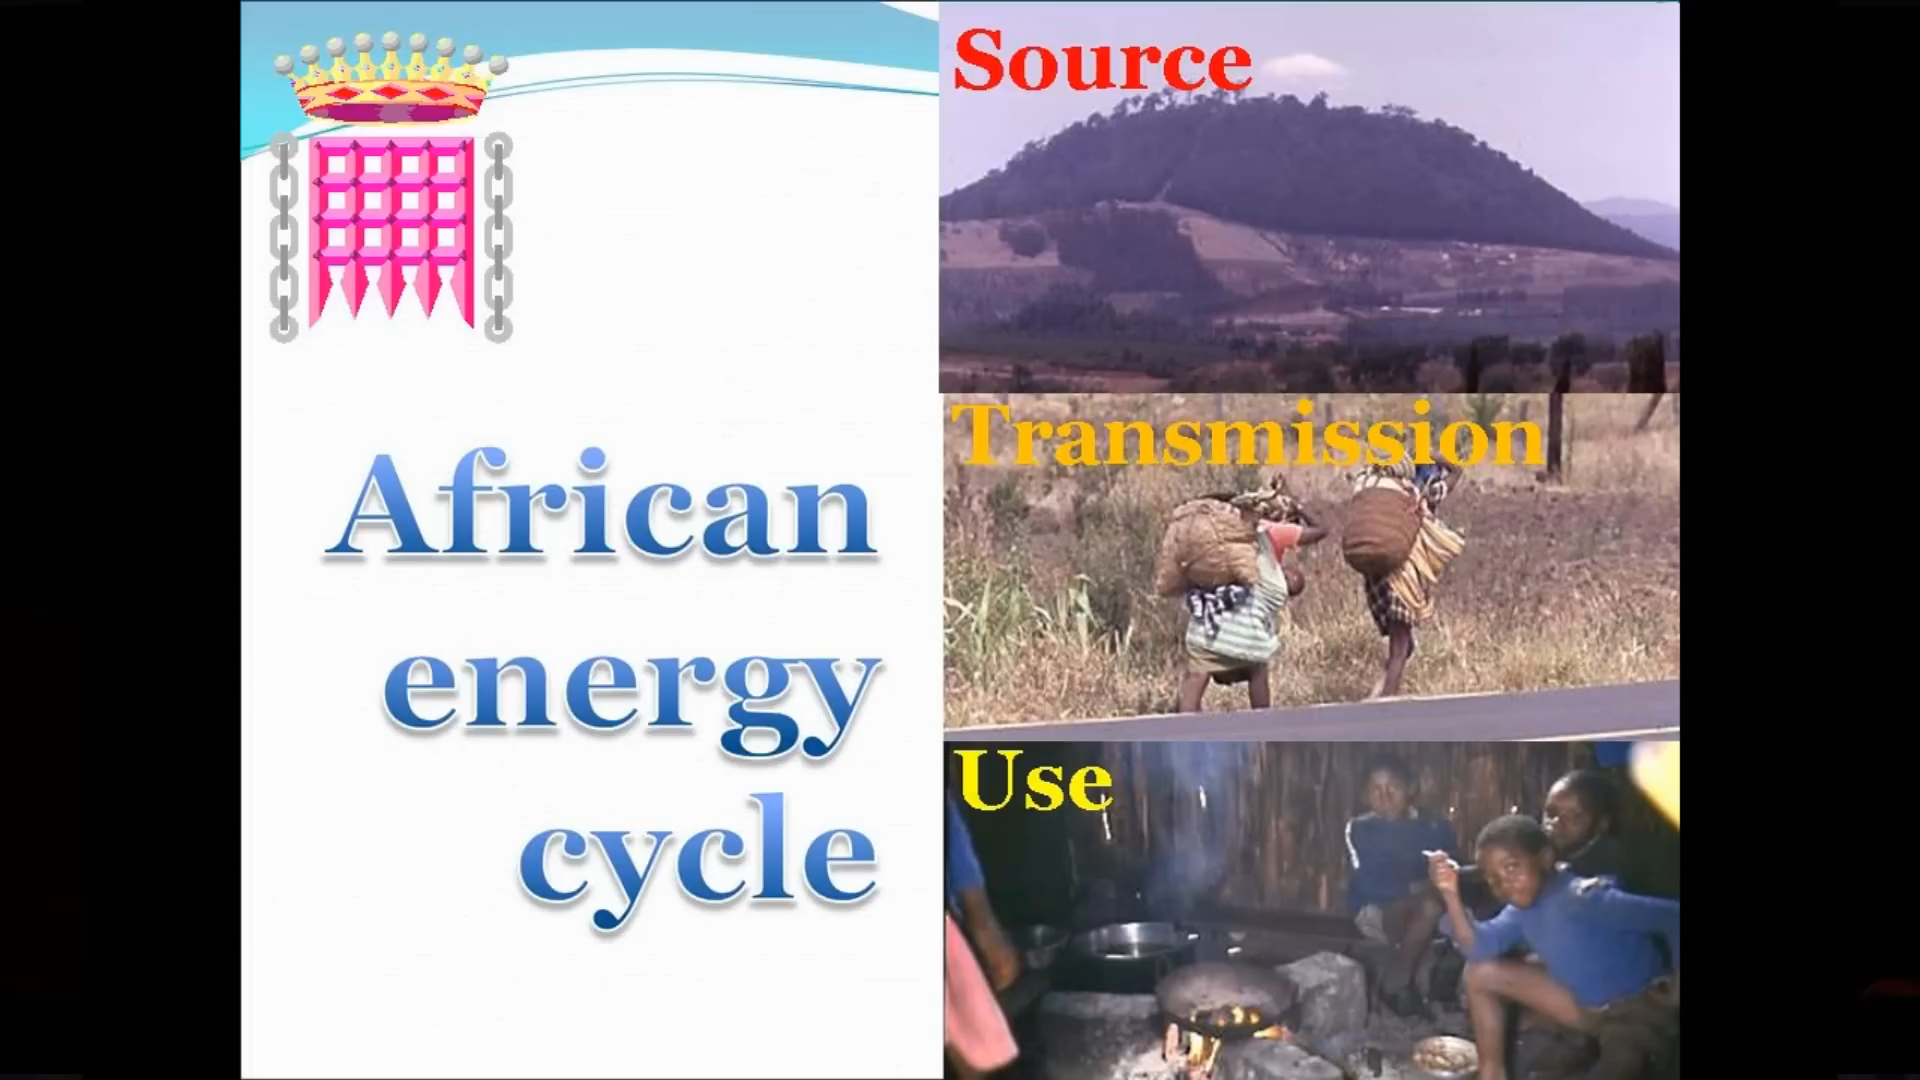 African
energy
cycle
Source
Transmission
Use